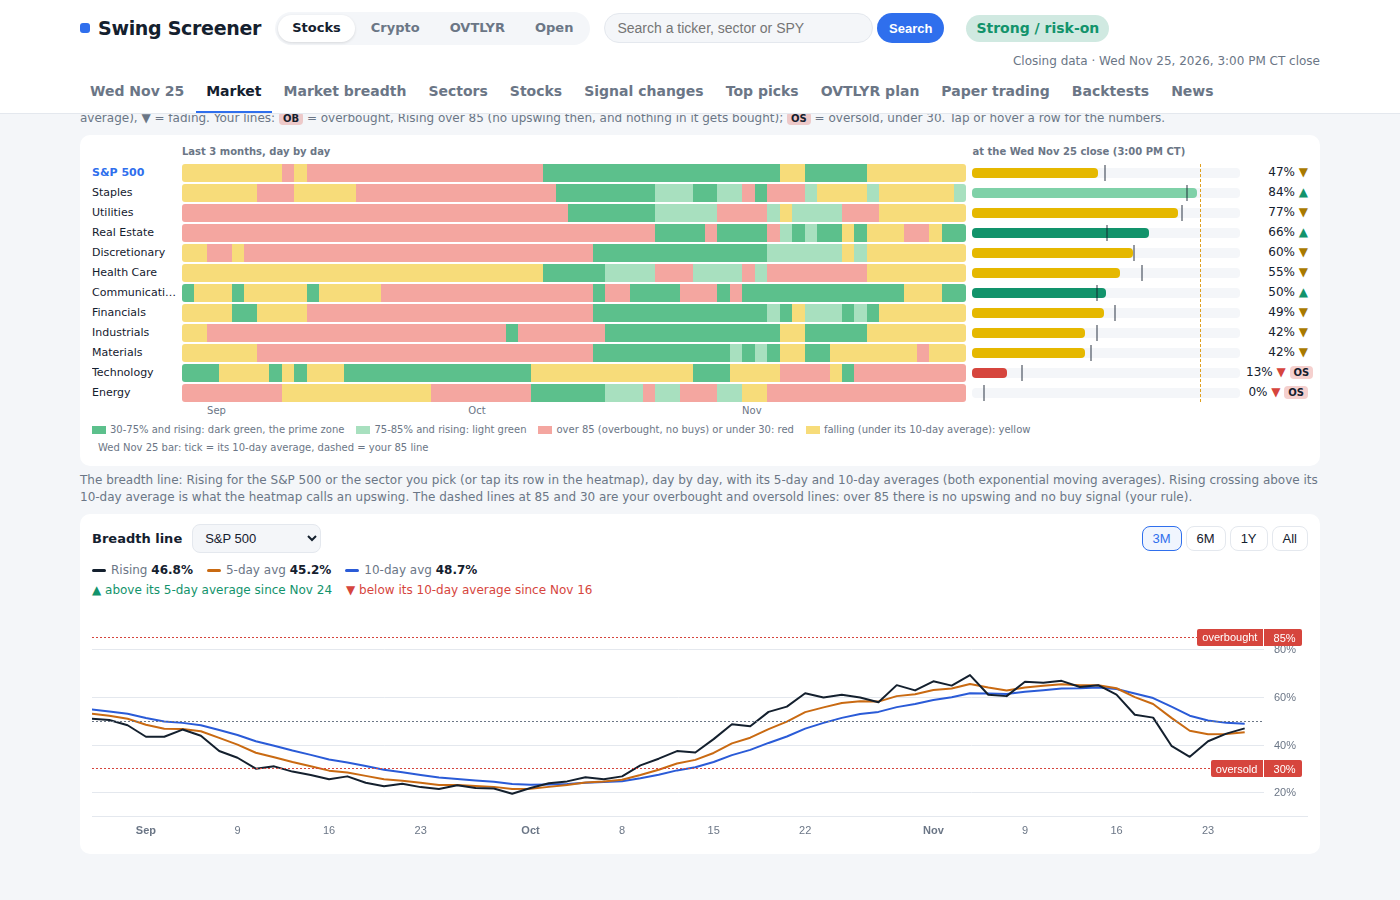 Swing Screener Stocks Crypto OVTLYR Open Search a ticker, sector or SPY Search Strong / risk-on
Closing data · Wed Nov 25, 2026, 3:00 PM CT close
Wed Nov 25 Market Market breadth Sectors Stocks Signal changes Top picks OVTLYR plan Paper trading Backtests News
average), ▼ = fading. Your lines: OB = overbought, Rising over 85 (no upswing then, and nothing in it gets bought); OS = oversold, under 30. Tap or hover a row for the numbers.
Last 3 months, day by day at the Wed Nov 25 close (3:00 PM CT)
S&P 500 47% ▼
Staples 84% ▲
Utilities 77% ▼
Real Estate 66% ▲
Discretionary 60% ▼
Health Care 55% ▼
Communicati... 50% ▲
Financials 49% ▼
Industrials 42% ▼
Materials 42% ▼
Technology 13% ▼ OS
Energy 0% ▼ OS
Sep Oct Nov
30-75% and rising: dark green, the prime zone 75-85% and rising: light green over 85 (overbought, no buys) or under 30: red falling (under its 10-day average): yellow
Wed Nov 25 bar: tick = its 10-day average, dashed = your 85 line
The breadth line: Rising for the S&P 500 or the sector you pick (or tap its row in the heatmap), day by day, with its 5-day and 10-day averages (both exponential moving averages). Rising crossing above its
10-day average is what the heatmap calls an upswing. The dashed lines at 85 and 30 are your overbought and oversold lines: over 85 there is no upswing and no buy signal (your rule).
Breadth line S&P 500 3M 6M 1Y All
Rising 46.8% 5-day avg 45.2% 10-day avg 48.7%
▲ above its 5-day average since Nov 24 ▼ below its 10-day average since Nov 16
overbought 85%
80%
60%
40%
oversold 30%
20%
Sep 9 16 23 Oct 8 15 22 Nov 9 16 23